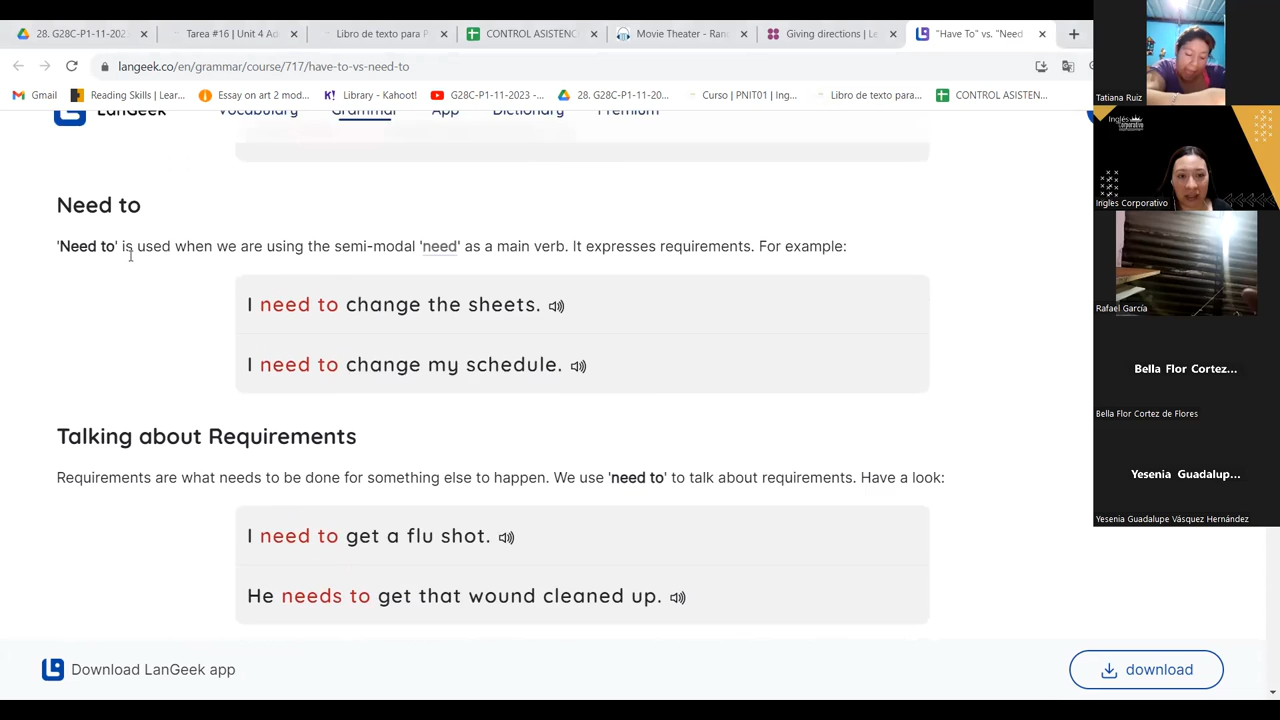 28. G28C-P1-11-202
Tarea #16 | Unit 4 Ad
Libro de texto para P
CONTROL ASISTENC
Movie Theater - Ran
Giving directions | Le
"Have To" vs. "Need
langeek.co/en/grammar/course/717/have-to-vs-need-to
Gmail
Reading Skills | Lear...
Essay on art 2 mod...
Library - Kahoot!
G28C-P1-11-2023 -...
28. G28C-P1-11-20...
Curso | PNIT01 | Ing...
Libro de texto para...
CONTROL ASISTEN...
LanGeek
Vocabulary
Grammar
App
Dictionary
Premium
Need to
'Need to' is used when we are using the semi-modal 'need' as a main verb. It expresses requirements. For example:
I need to change the sheets.
I need to change my schedule.
Talking about Requirements
Requirements are what needs to be done for something else to happen. We use 'need to' to talk about requirements. Have a look:
I need to get a flu shot.
He needs to get that wound cleaned up.
Download LanGeek app
download
Tatiana Ruiz
Inglés
Corporativo
Ingles Corporativo
Rafael García
Bella Flor Cortez...
Bella Flor Cortez de Flores
Yesenia Guadalup...
Yesenia Guadalupe Vásquez Hernández